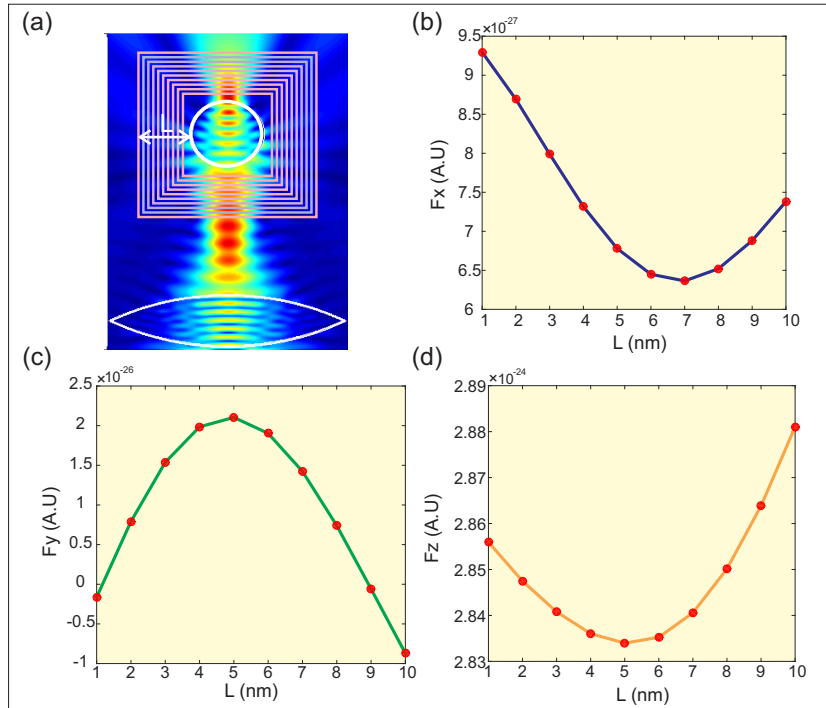 (a)
L
(b)
×10⁻²⁷
9.5
9
8.5
8
7.5
7
6.5
6
Fx (A.U)
1 2 3 4 5 6 7 8 9 10
L (nm)
(c)
×10⁻²⁶
2.5
2
1.5
1
0.5
0
-0.5
-1
Fy (A.U)
1 2 3 4 5 6 7 8 9 10
L (nm)
(d)
×10⁻²⁴
2.89
2.88
2.87
2.86
2.85
2.84
2.83
Fz (A.U)
1 2 3 4 5 6 7 8 9 10
L (nm)